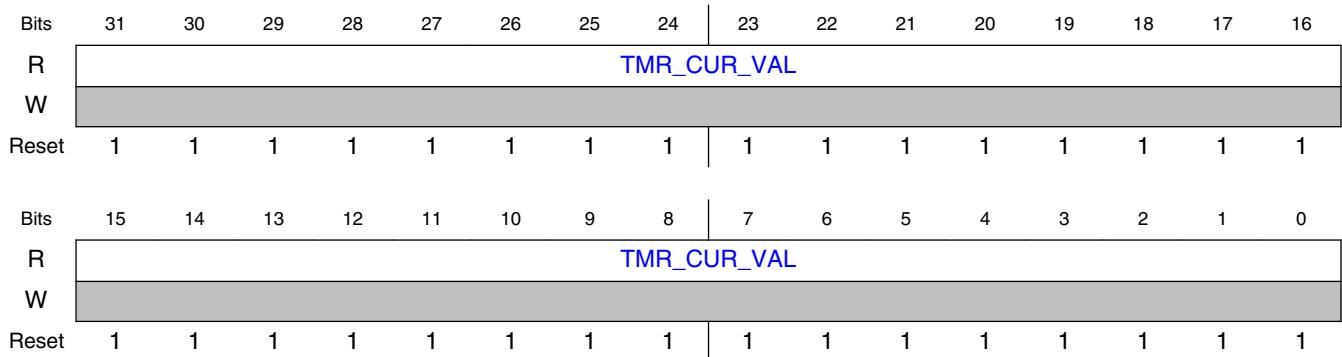 Bits 31 30 29 28 27 26 25 24 23 22 21 20 19 18 17 16
R TMR_CUR_VAL
W
Reset 1 1 1 1 1 1 1 1 1 1 1 1 1 1 1 1
Bits 15 14 13 12 11 10 9 8 7 6 5 4 3 2 1 0
R TMR_CUR_VAL
W
Reset 1 1 1 1 1 1 1 1 1 1 1 1 1 1 1 1